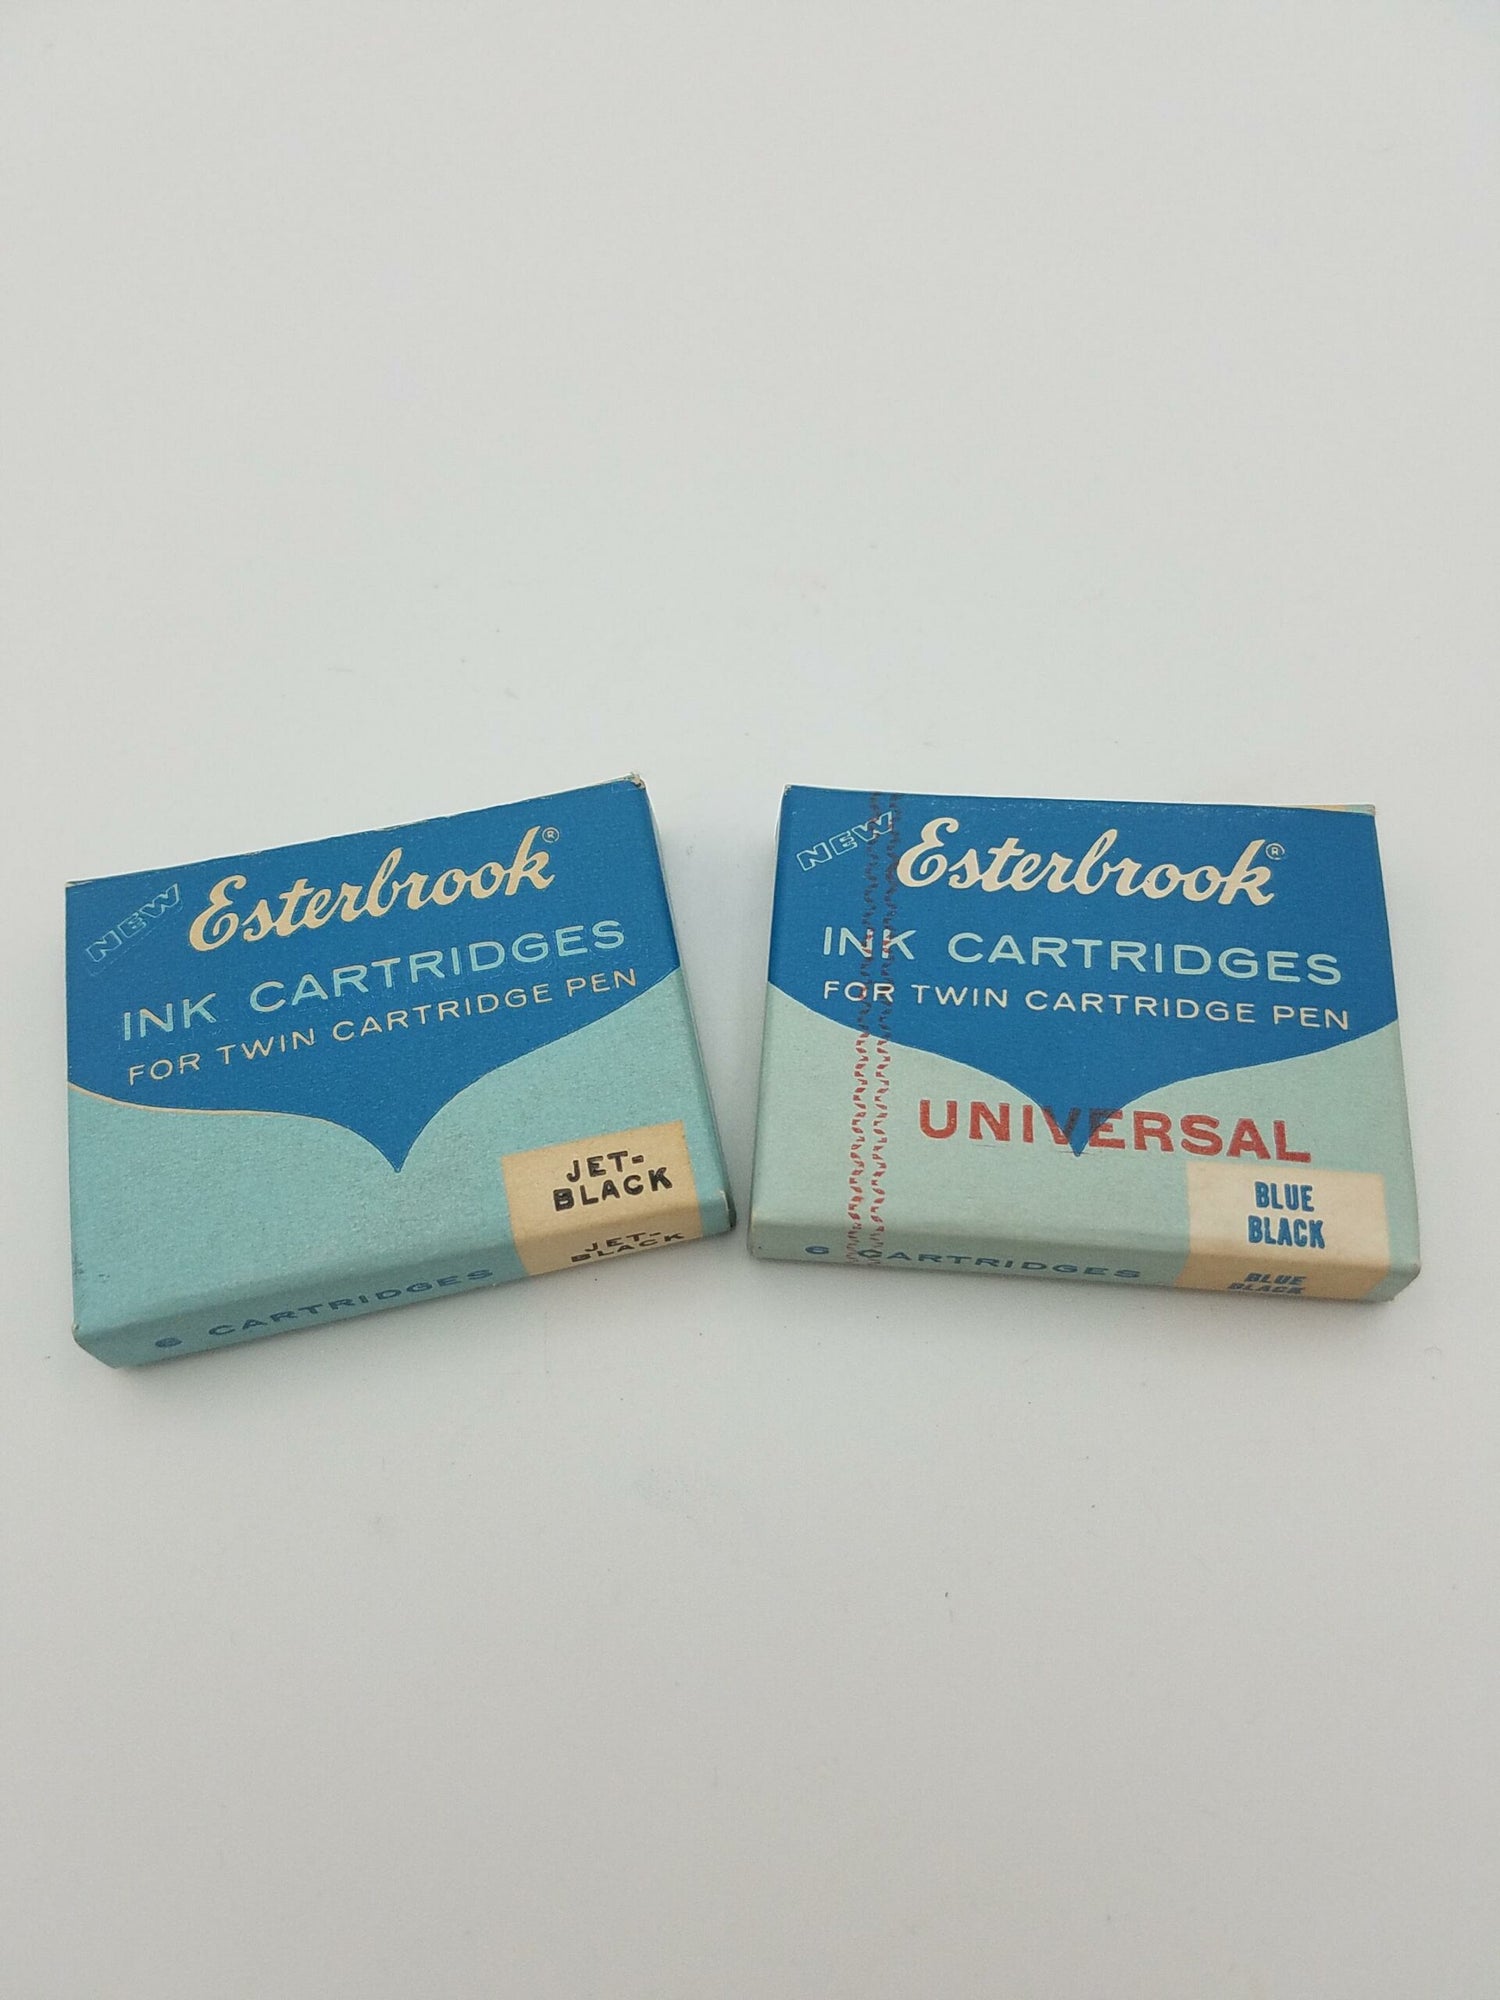 NEW
Esterbrook®
INK CARTRIDGES
FOR TWIN CARTRIDGE PEN
JET-
BLACK
JET-
BLACK
6 CARTRIDGES
NEW
Esterbrook®
INK CARTRIDGES
FOR TWIN CARTRIDGE PEN
UNIVERSAL
BLUE
BLACK
6 CARTRIDGES
BLUE
BLACK